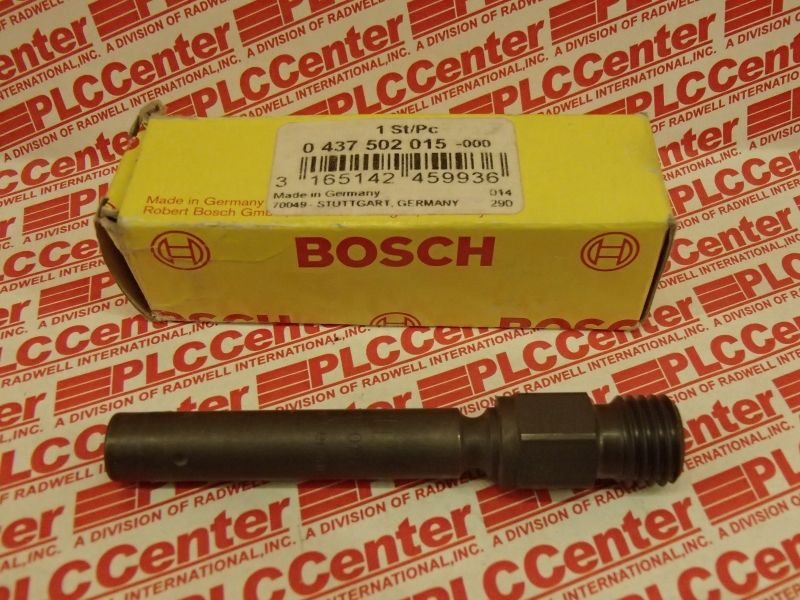 1 St/Pc
0 437 502 015 -000
3 165142 459936
Made in Germany 014
70049 - STUTTGART, GERMANY 290
Made in Germany
Robert Bosch Gmb
BOSCH
BOSCH
PLCCenter
A DIVISION OF RADWELL INTERNATIONAL, INC.